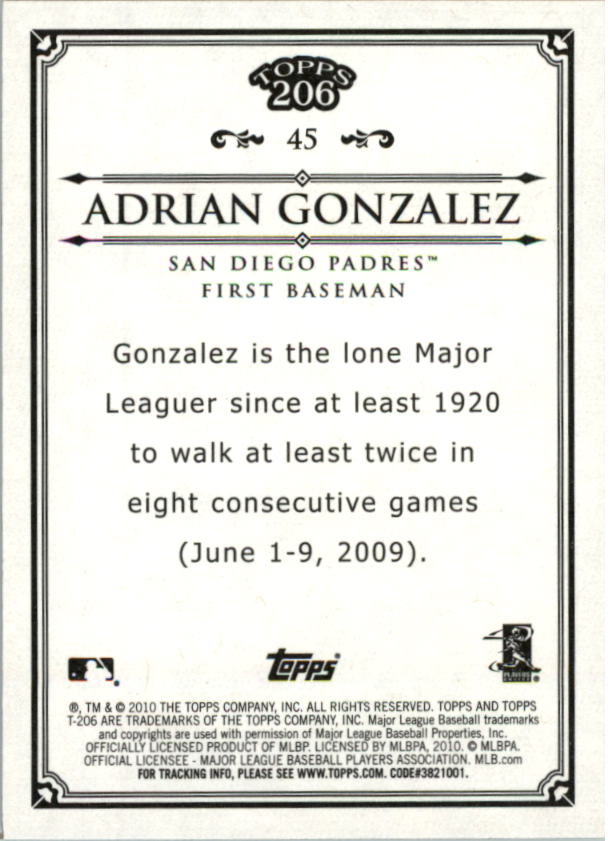 TOPPS
206
45
ADRIAN GONZALEZ
SAN DIEGO PADRES™
FIRST BASEMAN
Gonzalez is the lone Major
Leaguer since at least 1920
to walk at least twice in
eight consecutive games
(June 1-9, 2009).
Topps®
PLAYERS
CHOICE ®
®, TM & © 2010 THE TOPPS COMPANY, INC. ALL RIGHTS RESERVED. TOPPS AND TOPPS
T-206 ARE TRADEMARKS OF THE TOPPS COMPANY, INC. Major League Baseball trademarks
and copyrights are used with permission of Major League Baseball Properties, Inc.
OFFICIALLY LICENSED PRODUCT OF MLBP. LICENSED BY MLBPA, 2010. © MLBPA.
OFFICIAL LICENSEE - MAJOR LEAGUE BASEBALL PLAYERS ASSOCIATION. MLB.com
FOR TRACKING INFO, PLEASE SEE WWW.TOPPS.COM. CODE#3821001.